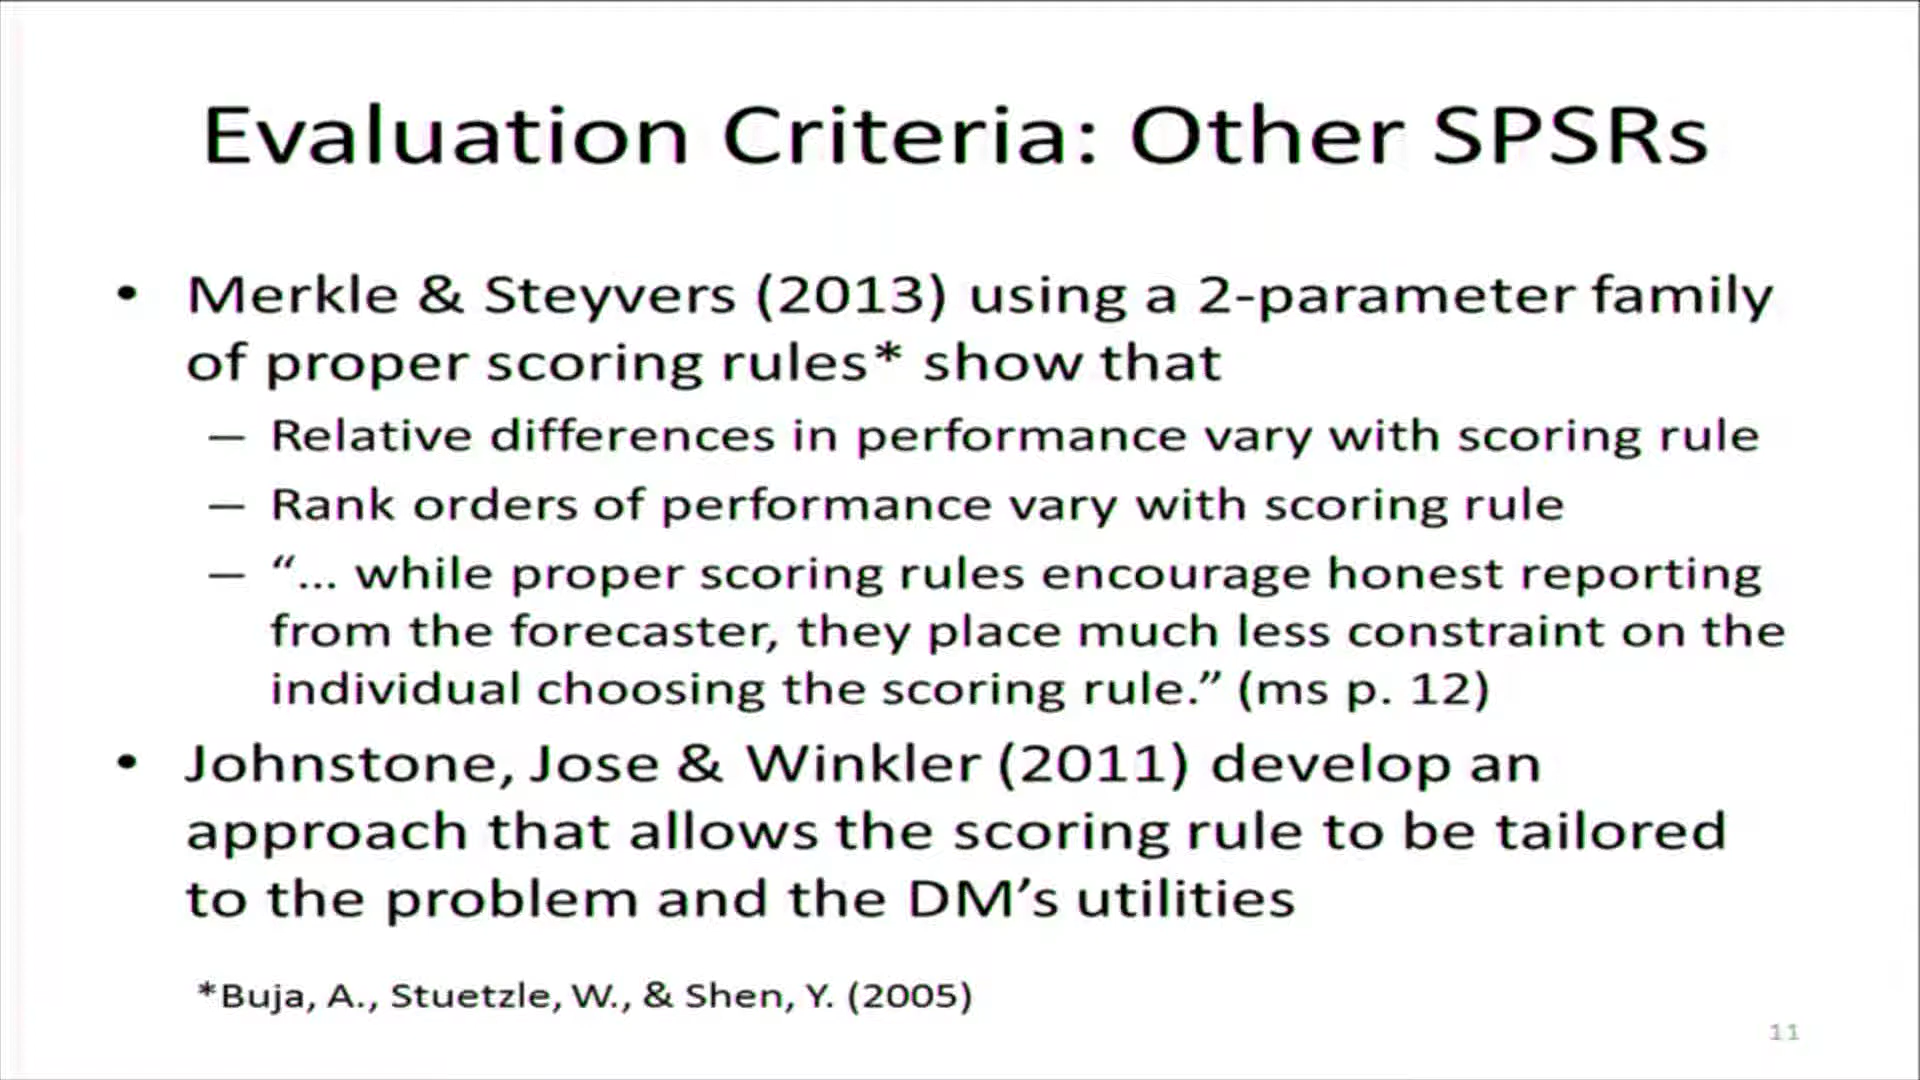 Evaluation Criteria: Other SPSRs
• Merkle & Steyvers (2013) using a 2-parameter family
of proper scoring rules* show that
– Relative differences in performance vary with scoring rule
– Rank orders of performance vary with scoring rule
– “… while proper scoring rules encourage honest reporting
from the forecaster, they place much less constraint on the
individual choosing the scoring rule.” (ms p. 12)
• Johnstone, Jose & Winkler (2011) develop an
approach that allows the scoring rule to be tailored
to the problem and the DM’s utilities
*Buja, A., Stuetzle, W., & Shen, Y. (2005)
11